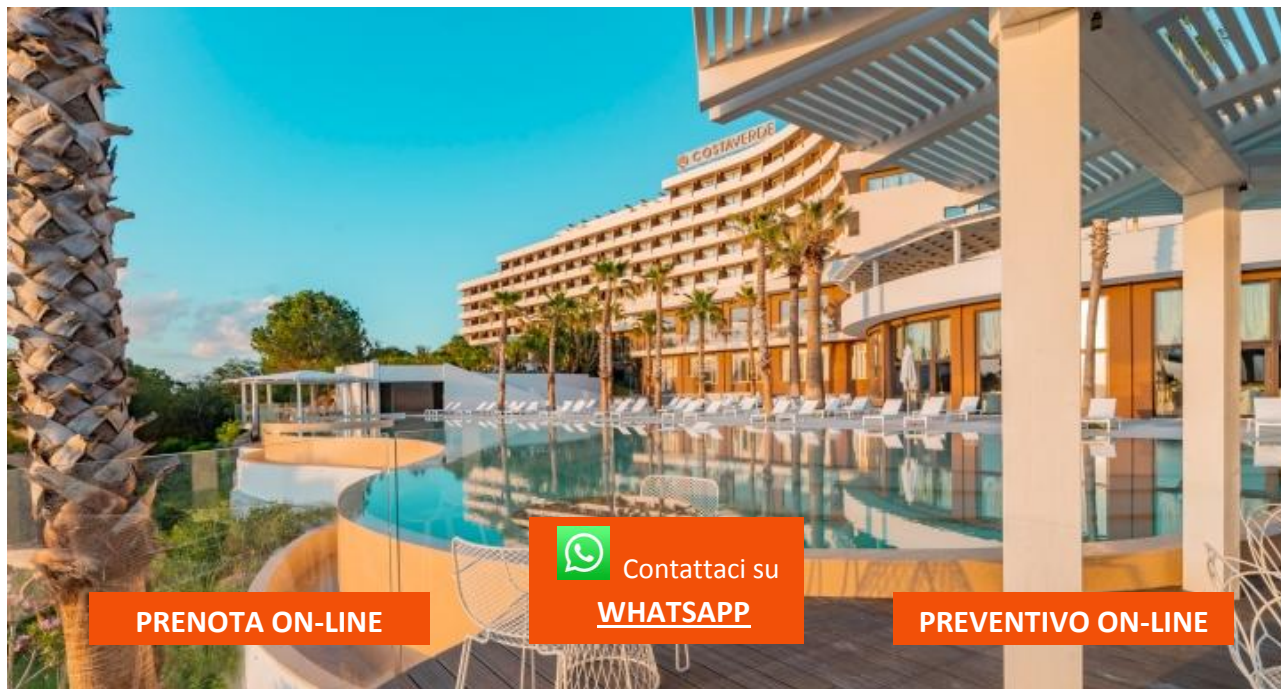 COSTAVERDE
Contattaci su
WHATSAPP
PRENOTA ON-LINE
PREVENTIVO ON-LINE